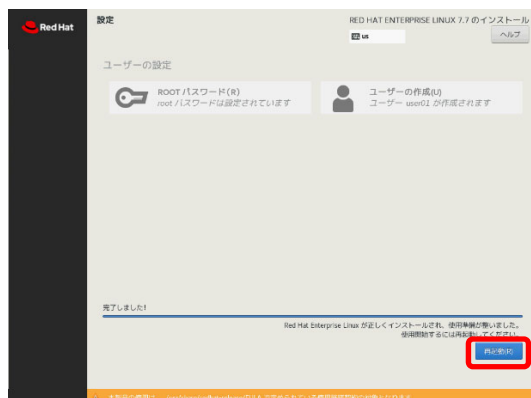 Red Hat
設定
RED HAT ENTERPRISE LINUX 7.7 のインストール
us
ヘルプ
ユーザーの設定
ROOT パスワード(R)
root パスワードは設定されています
ユーザーの作成(U)
ユーザー user01 が作成されます
完了しました!
Red Hat Enterprise Linux が正しくインストールされ、使用準備が整いました。
使用開始するには再起動してください。
再起動(R)